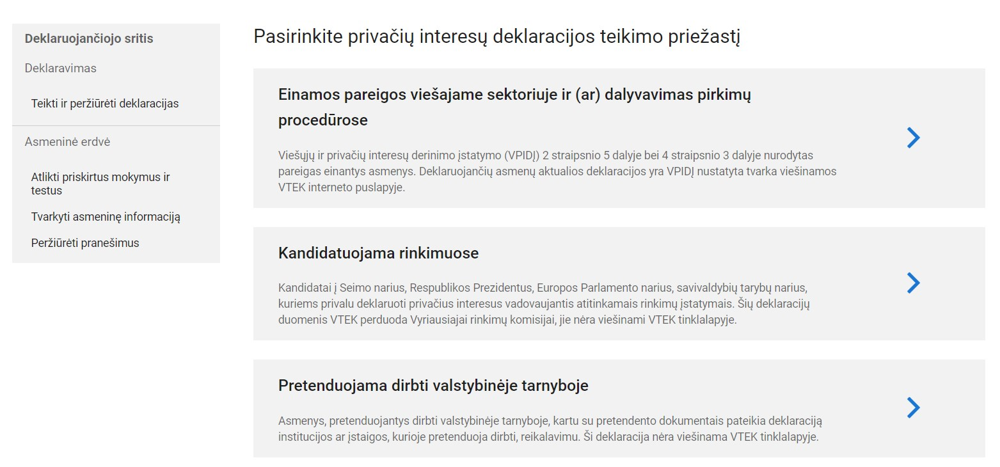 Deklaruojančiojo sritis
Deklaravimas
Teikti ir peržiūrėti deklaracijas
Asmeninė erdvė
Atlikti priskirtus mokymus ir
testus
Tvarkyti asmeninę informaciją
Peržiūrėti pranešimus
Pasirinkite privačių interesų deklaracijos teikimo priežastį
Einamos pareigos viešajame sektoriuje ir (ar) dalyvavimas pirkimų
procedūrose
Viešųjų ir privačių interesų derinimo įstatymo (VPIDĮ) 2 straipsnio 5 dalyje bei 4 straipsnio 3 dalyje nurodytas
pareigas einantys asmenys. Deklaruojančių asmenų aktualios deklaracijos yra VPIDĮ nustatyta tvarka viešinamos
VTEK interneto puslapyje.
Kandidatuojama rinkimuose
Kandidatai į Seimo narius, Respublikos Prezidentus, Europos Parlamento narius, savivaldybių tarybų narius,
kuriems privalu deklaruoti privačius interesus vadovaujantis atitinkamais rinkimų įstatymais. Šių deklaracijų
duomenis VTEK perduoda Vyriausiajai rinkimų komisijai, jie nėra viešinami VTEK tinklalapyje.
Pretenduojama dirbti valstybinėje tarnyboje
Asmenys, pretenduojantys dirbti valstybinėje tarnyboje, kartu su pretendento dokumentais pateikia deklaraciją
institucijos ar įstaigos, kurioje pretenduoja dirbti, reikalavimu. Ši deklaracija nėra viešinama VTEK tinklalapyje.